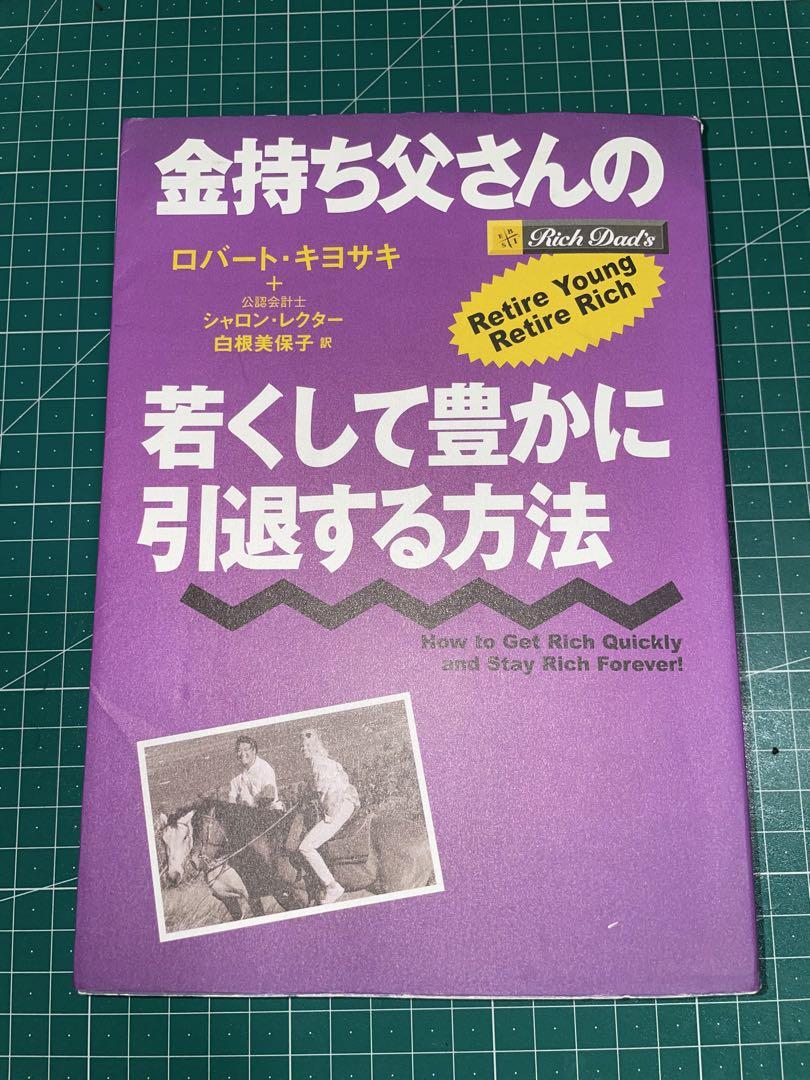 金持ち父さんの
E B
S I
Rich Dad's
ロバート・キヨサキ
+
公認会計士
シャロン・レクター
白根美保子 訳
Retire Young
Retire Rich
若くして豊かに
引退する方法
How to Get Rich Quickly
and Stay Rich Forever!